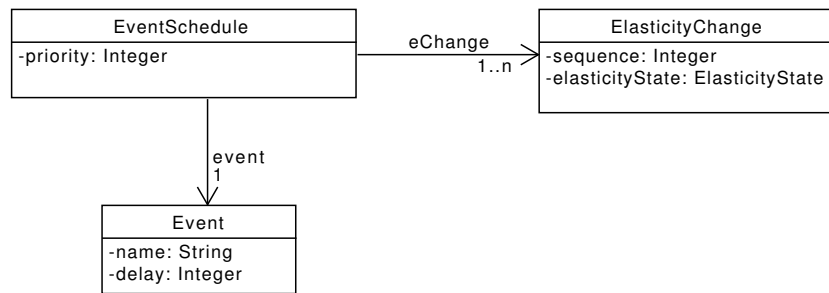 EventSchedule
-priority: Integer
eChange
1..n
ElasticityChange
-sequence: Integer
-elasticityState: ElasticityState
event
1
Event
-name: String
-delay: Integer